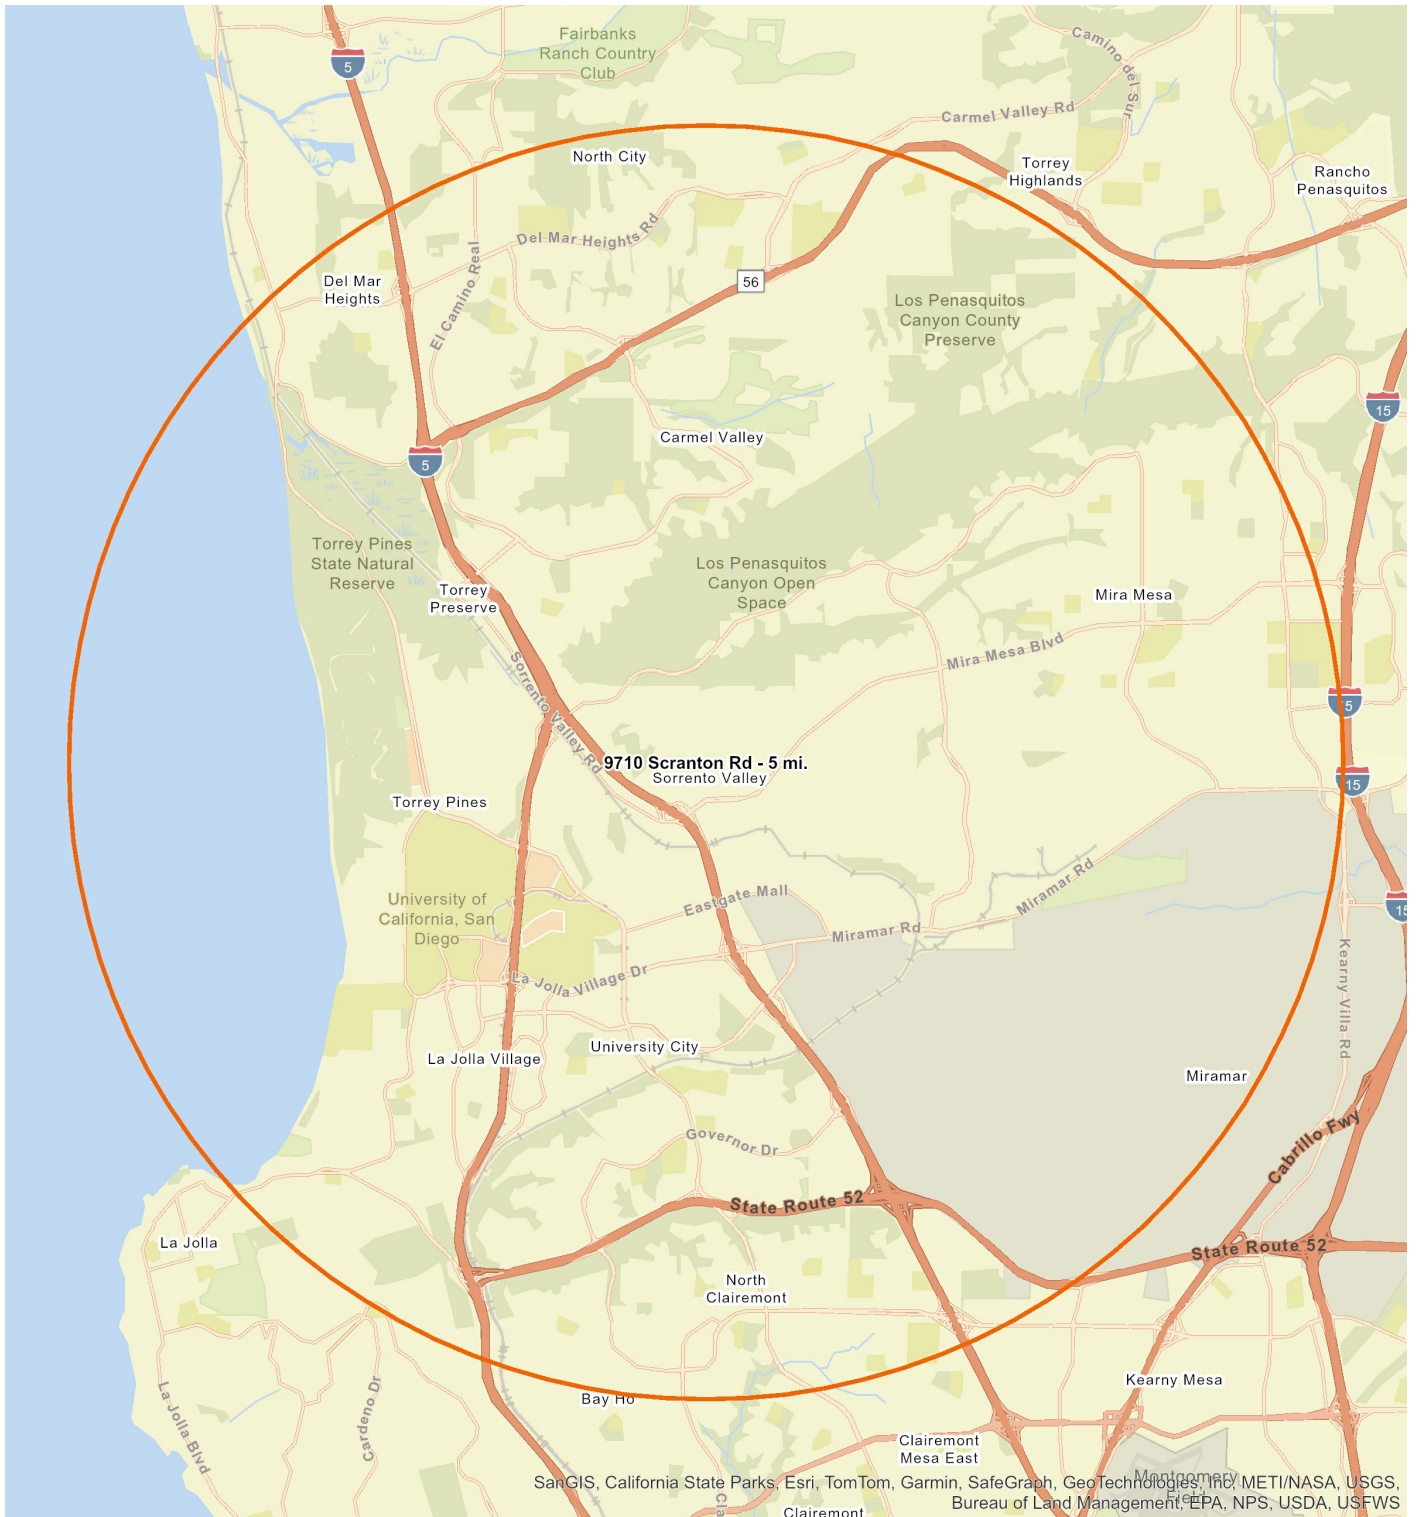 Fairbanks
Ranch Country
Club
5
Camino del Sur
Carmel Valley Rd
North City
Torrey
Highlands
Rancho
Penasquitos
Del Mar Heights Rd
El Camino Real
Del Mar
Heights
56
Los Penasquitos
Canyon County
Preserve
15
Carmel Valley
5
Torrey Pines
State Natural
Reserve
Los Penasquitos
Canyon Open
Space
Torrey
Preserve
Mira Mesa
Mira Mesa Blvd
Sorrento Valley Rd
15
9710 Scranton Rd - 5 mi.
Sorrento Valley
15
Torrey Pines
University of
California, San
Diego
Eastgate Mall
Miramar Rd
Miramar Rd
15
Kearny Villa Rd
La Jolla Village Dr
University City
La Jolla Village
Miramar
Governor Dr
Cabrillo Fwy
State Route 52
State Route 52
La Jolla
North
Clairemont
La Jolla Blvd
Cardeno Dr
Bay Ho
Kearny Mesa
Clairemont
Mesa East
Montgomery
Field
Cla
Clairemont
SanGIS, California State Parks, Esri, TomTom, Garmin, SafeGraph, GeoTechnologies, Inc, METI/NASA, USGS,
Bureau of Land Management, EPA, NPS, USDA, USFWS